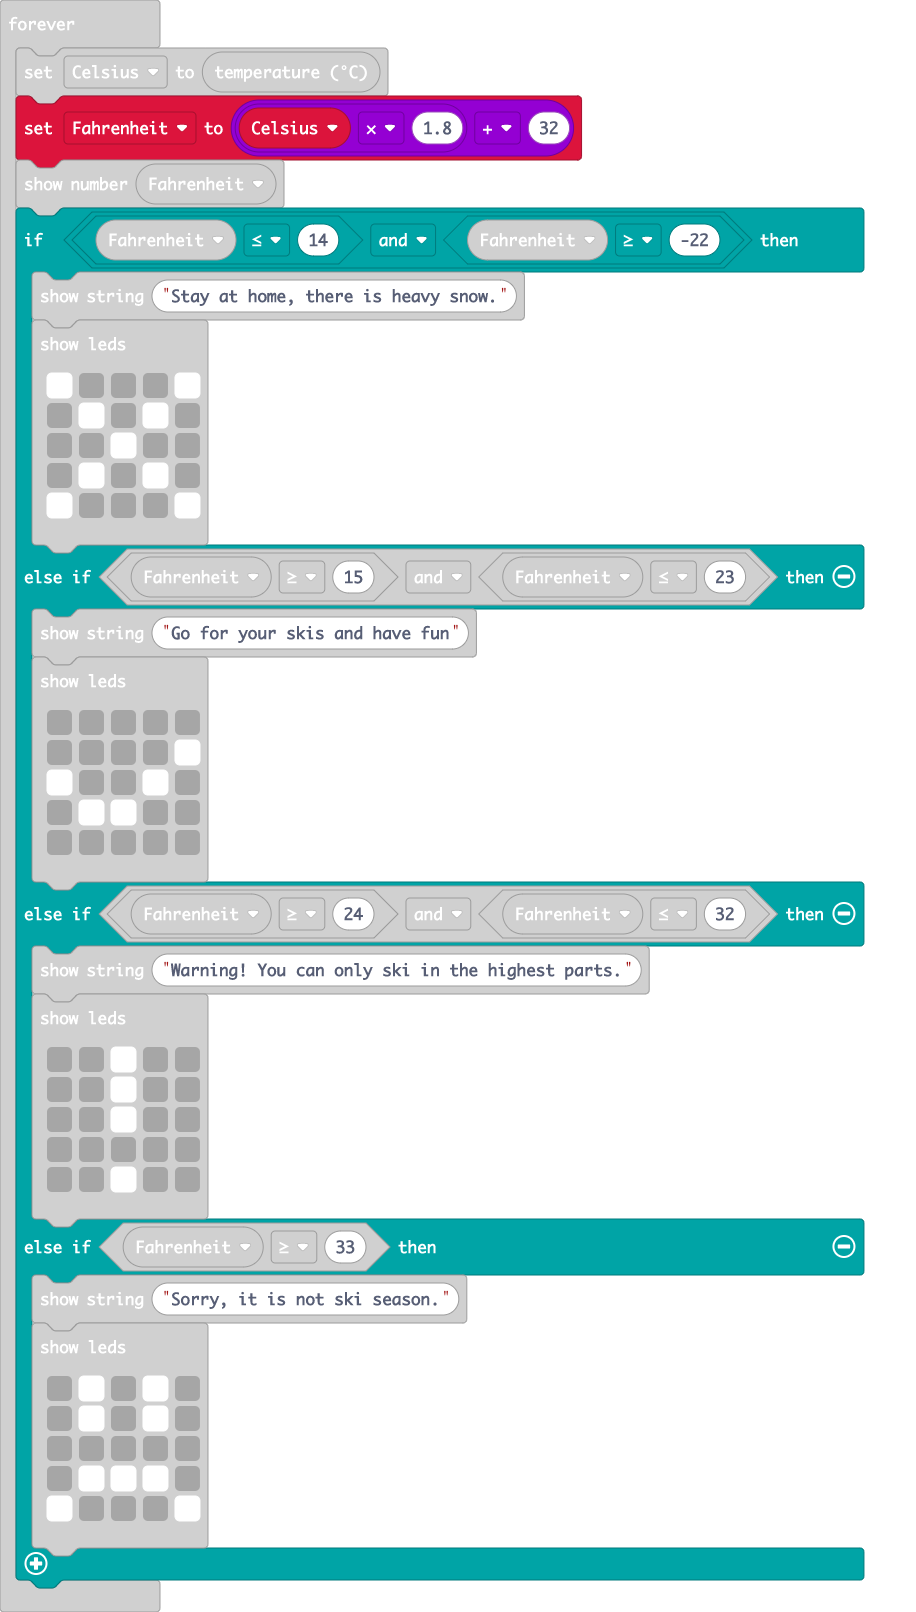 forever
set Celsius to temperature (°C)
set Fahrenheit to Celsius × 1.8 + 32
show number Fahrenheit
if Fahrenheit ≤ 14 and Fahrenheit ≥ -22 then
show string "Stay at home, there is heavy snow."
show leds
else if Fahrenheit ≥ 15 and Fahrenheit ≤ 23 then
show string "Go for your skis and have fun"
show leds
else if Fahrenheit ≥ 24 and Fahrenheit ≤ 32 then
show string "Warning! You can only ski in the highest parts."
show leds
else if Fahrenheit ≥ 33 then
show string "Sorry, it is not ski season."
show leds